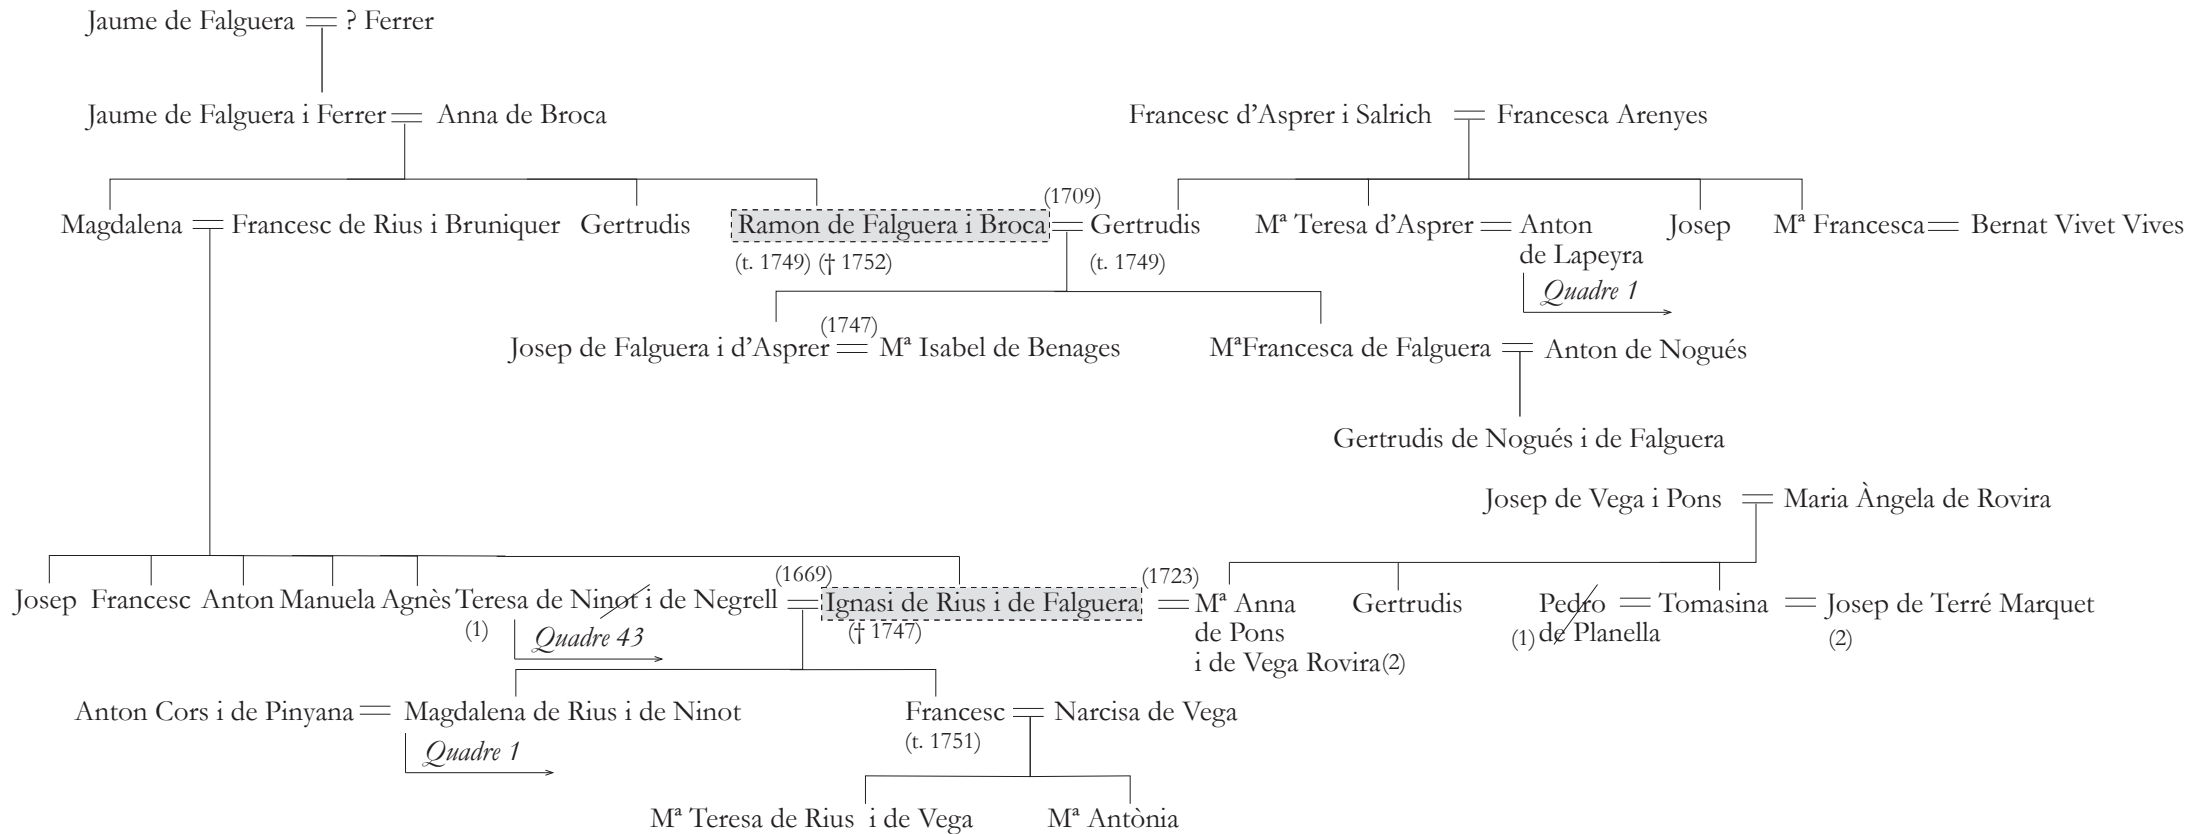 Jaume de Falguera ? Ferrer
Jaume de Falguera i Ferrer Anna de Broca
Francesc d'Asprer i Salrich Francesca Arenyes
(1709)
Magdalena Francesc de Rius i Bruniquer Gertrudis Ramon de Falguera i Broca Gertrudis Mª Teresa d'Asprer Anton Josep Mª Francesca Bernat Vivet Vives
de Lapeyra
(t. 1749) († 1752) (t. 1749)
Quadre 1
(1747)
Josep de Falguera i d'Asprer Mª Isabel de Benages MªFrancesca de Falguera Anton de Nogués
Gertrudis de Nogués i de Falguera
Josep de Vega i Pons Maria Àngela de Rovira
(1669) (1723)
Josep Francesc Anton Manuela Agnès Teresa de Ninot i de Negrell Ignasi de Rius i de Falguera Mª Anna Gertrudis Pedro Tomasina Josep de Terré Marquet
(1) Quadre 43 († 1747) de Pons (1) de Planella (2)
i de Vega Rovira(2)
Anton Cors i de Pinyana Magdalena de Rius i de Ninot Francesc Narcisa de Vega
Quadre 1 (t. 1751)
Mª Teresa de Rius i de Vega Mª Antònia